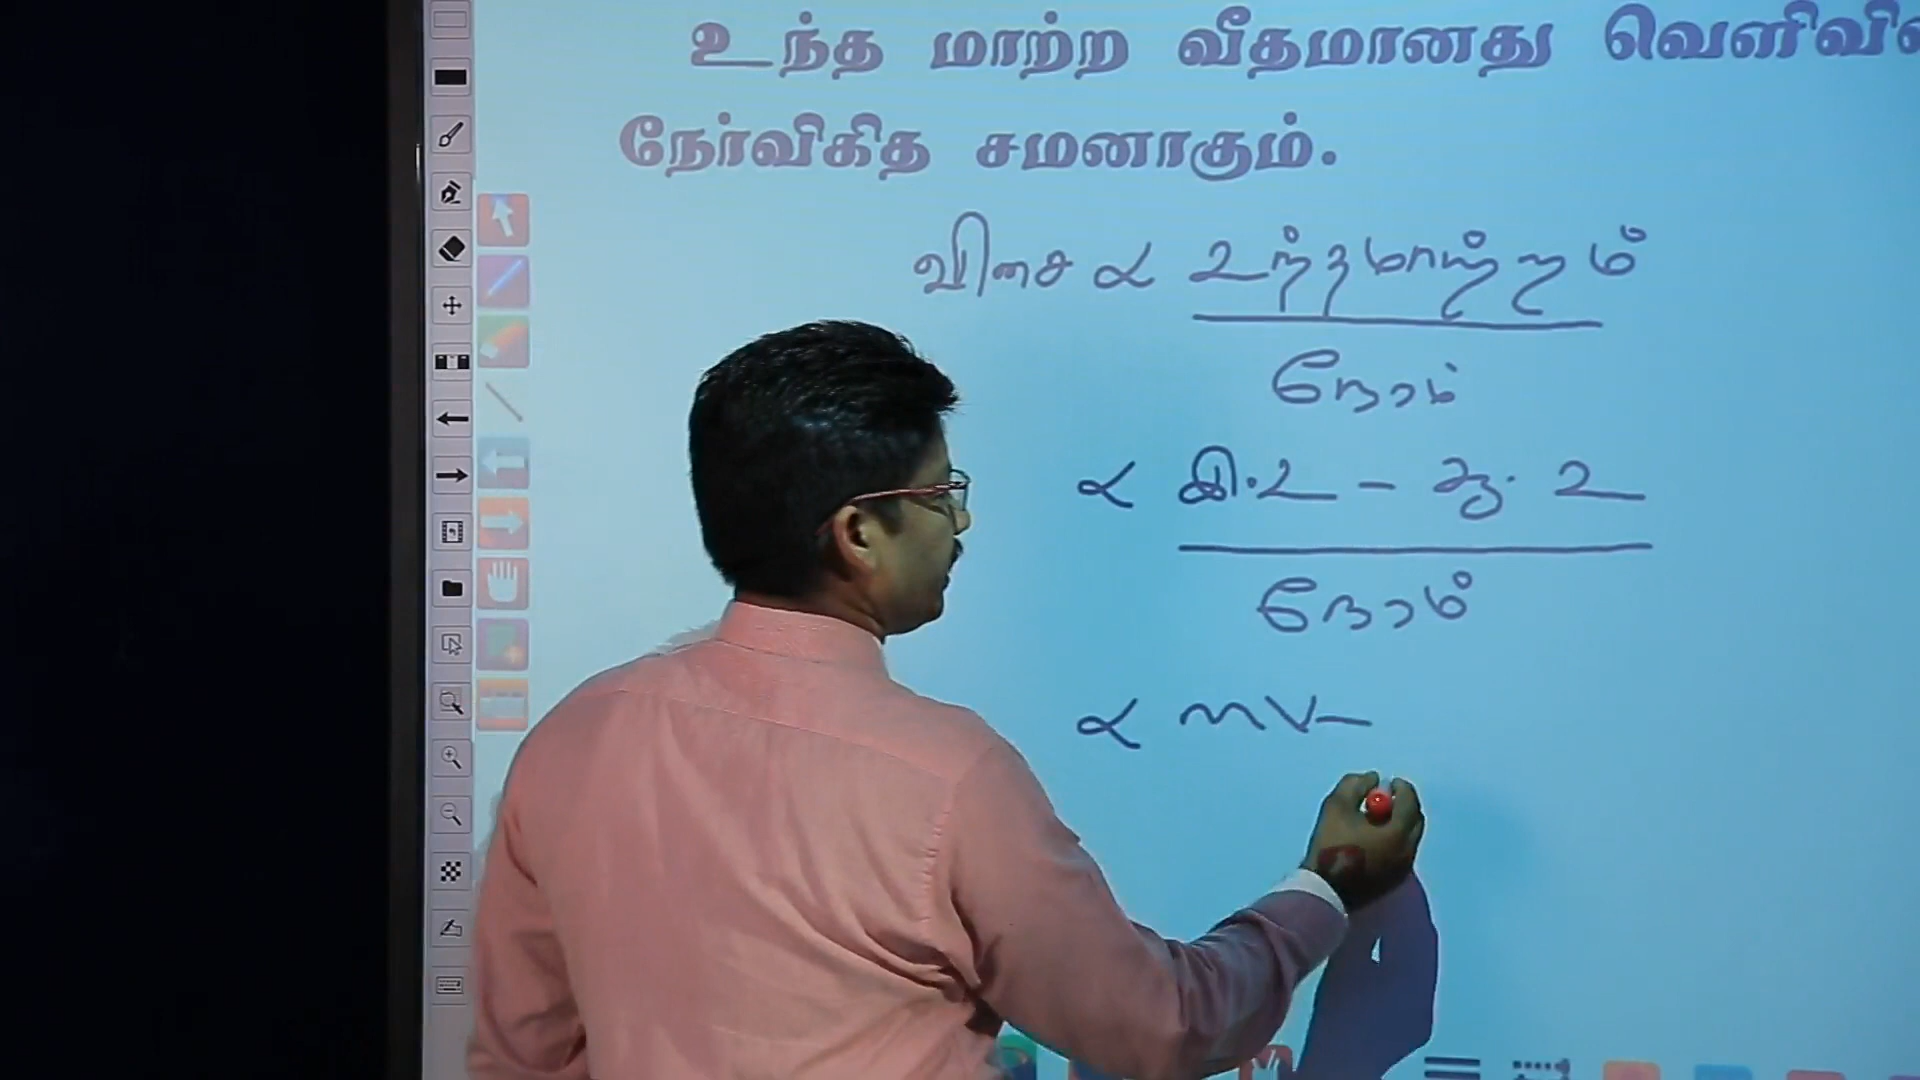 உந்த மாற்ற வீதமானது
நேர்விகித சமனாகும்.
விசை ∝ உந்தமாற்றம்
நேரம்
∝ இ.உ - ஆ. உ
நேரம்
∝ mv-